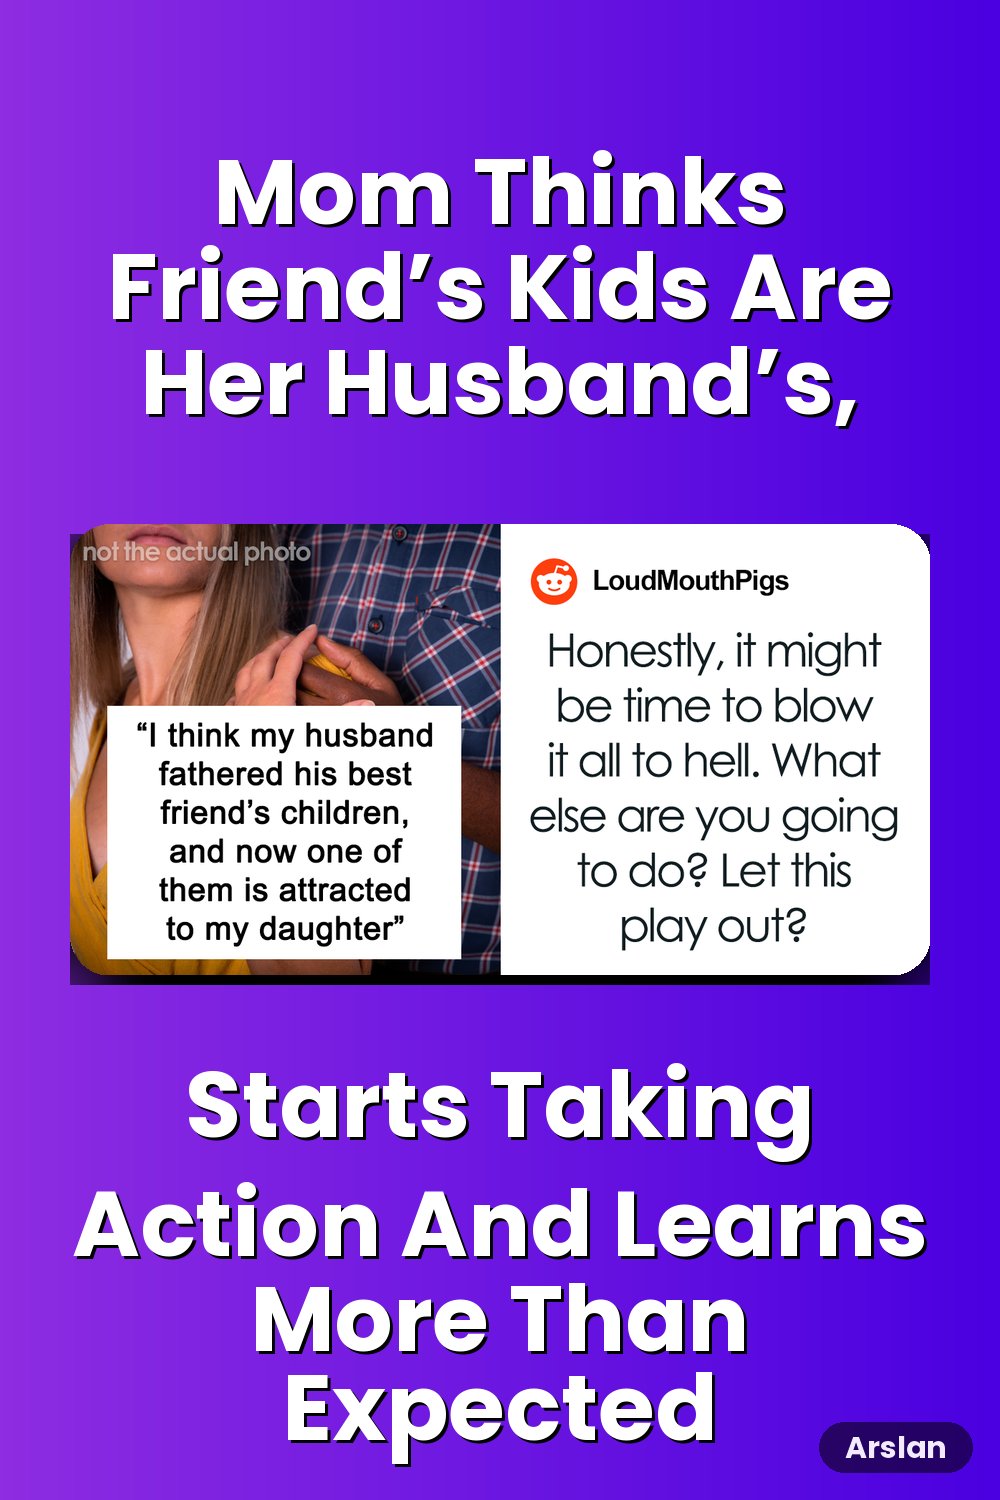 Mom Thinks
Friend’s Kids Are
Her Husband’s,
not the actual photo
“I think my husband
fathered his best
friend’s children,
and now one of
them is attracted
to my daughter”
LoudMouthPigs
Honestly, it might
be time to blow
it all to hell. What
else are you going
to do? Let this
play out?
Starts Taking
Action And Learns
More Than
Expected
Arslan